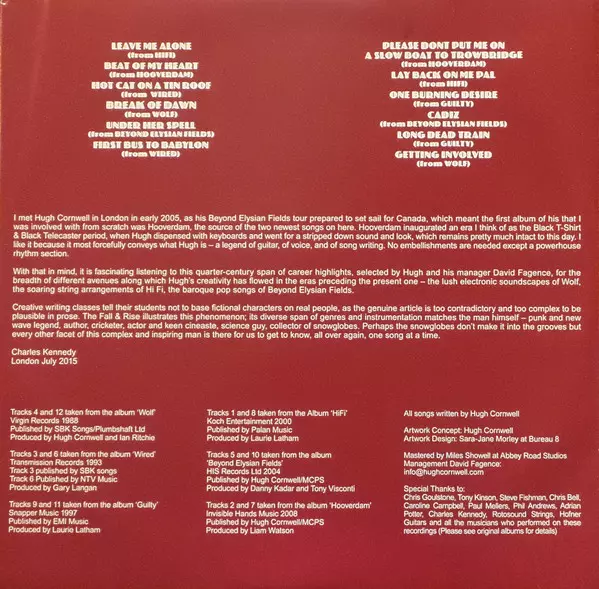 LEAVE ME ALONE
(from HIFI)
BEAT OF MY HEART
(from HOOVERDAM)
HOT CAT ON A TIN ROOF
(from WIRED)
BREAK OF DAWN
(from WOLF)
UNDER HER SPELL
(from BEYOND ELYSIAN FIELDS)
FIRST BUS TO BABYLON
(from WIRED)
PLEASE DONT PUT ME ON
A SLOW BOAT TO TROWBRIDGE
(from HOOVERDAM)
LAY BACK ON ME PAL
(from HIFI)
ONE BURNING DESIRE
(from GUILTY)
CADIZ
(from BEYOND ELYSIAN FIELDS)
LONG DEAD TRAIN
(from GUILTY)
GETTING INVOLVED
(from WOLF)
I met Hugh Cornwell in London in early 2005, as his Beyond Elysian Fields tour prepared to set sail for Canada, which meant the first album of his that I
was involved with from scratch was Hooverdam, the source of the two newest songs on here. Hooverdam inaugurated an era I think of as the Black T-Shirt
& Black Telecaster period, when Hugh dispensed with keyboards and went for a stripped down sound and look, which remains pretty much intact to this day. I
like it because it most forcefully conveys what Hugh is – a legend of guitar, of voice, and of song writing. No embellishments are needed except a powerhouse
rhythm section.
With that in mind, it is fascinating listening to this quarter-century span of career highlights, selected by Hugh and his manager David Fagence, for the
breadth of different avenues along which Hugh's creativity has flowed in the eras preceding the present one – the lush electronic soundscapes of Wolf,
the soaring string arrangements of Hi Fi, the baroque pop songs of Beyond Elysian Fields.
Creative writing classes tell their students not to base fictional characters on real people, as the genuine article is too contradictory and too complex to be
plausible in prose. The Fall & Rise illustrates this phenomenon; its diverse span of genres and instrumentation matches the man himself – punk and new
wave legend, author, cricketer, actor and keen cineaste, science guy, collector of snowglobes. Perhaps the snowglobes don't make it into the grooves but
every other facet of this complex and inspiring man is there for us to get to know, all over again, one song at a time.
Charles Kennedy
London July 2015
Tracks 4 and 12 taken from the album 'Wolf'
Virgin Records 1988
Published by SBK Songs/Plumbshaft Ltd
Produced by Hugh Cornwell and Ian Ritchie
Tracks 3 and 6 taken from the album 'Wired'
Transmission Records 1993
Track 3 published by SBK songs
Track 6 Published by NTV Music
Produced by Gary Langan
Tracks 9 and 11 taken from the album 'Guilty'
Snapper Music 1997
Published by EMI Music
Produced by Laurie Latham
Tracks 1 and 8 taken from the Album 'HiFi'
Koch Entertainment 2000
Published by Palan Music
Produced by Laurie Latham
Tracks 5 and 10 taken from the album
'Beyond Elysian Fields'
HIS Records Ltd 2004
Published by Hugh Cornwell/MCPS
Produced by Danny Kadar and Tony Visconti
Tracks 2 and 7 taken from the album 'Hooverdam'
Invisible Hands Music 2008
Published by Hugh Cornwell/MCPS
Produced by Liam Watson
All songs written by Hugh Cornwell
Artwork Concept: Hugh Cornwell
Artwork Design: Sara-Jane Morley at Bureau 8
Mastered by Miles Showell at Abbey Road Studios
Management David Fagence:
info@hughcornwell.com
Special Thanks to:
Chris Goulstone, Tony Kinson, Steve Fishman, Chris Bell,
Caroline Campbell, Paul Mellers, Phil Andrews, Adrian
Potter, Charles Kennedy, Rotosound Strings, Hofner
Guitars and all the musicians who performed on these
recordings (Please see original albums for details)